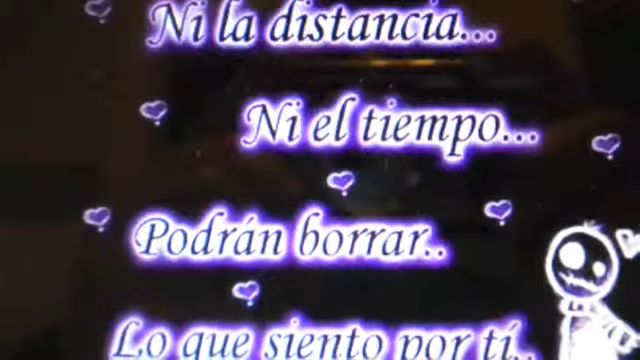 Ni la distancia...
Ni el tiempo...
Podrán borrar..
Lo que siento por tí..